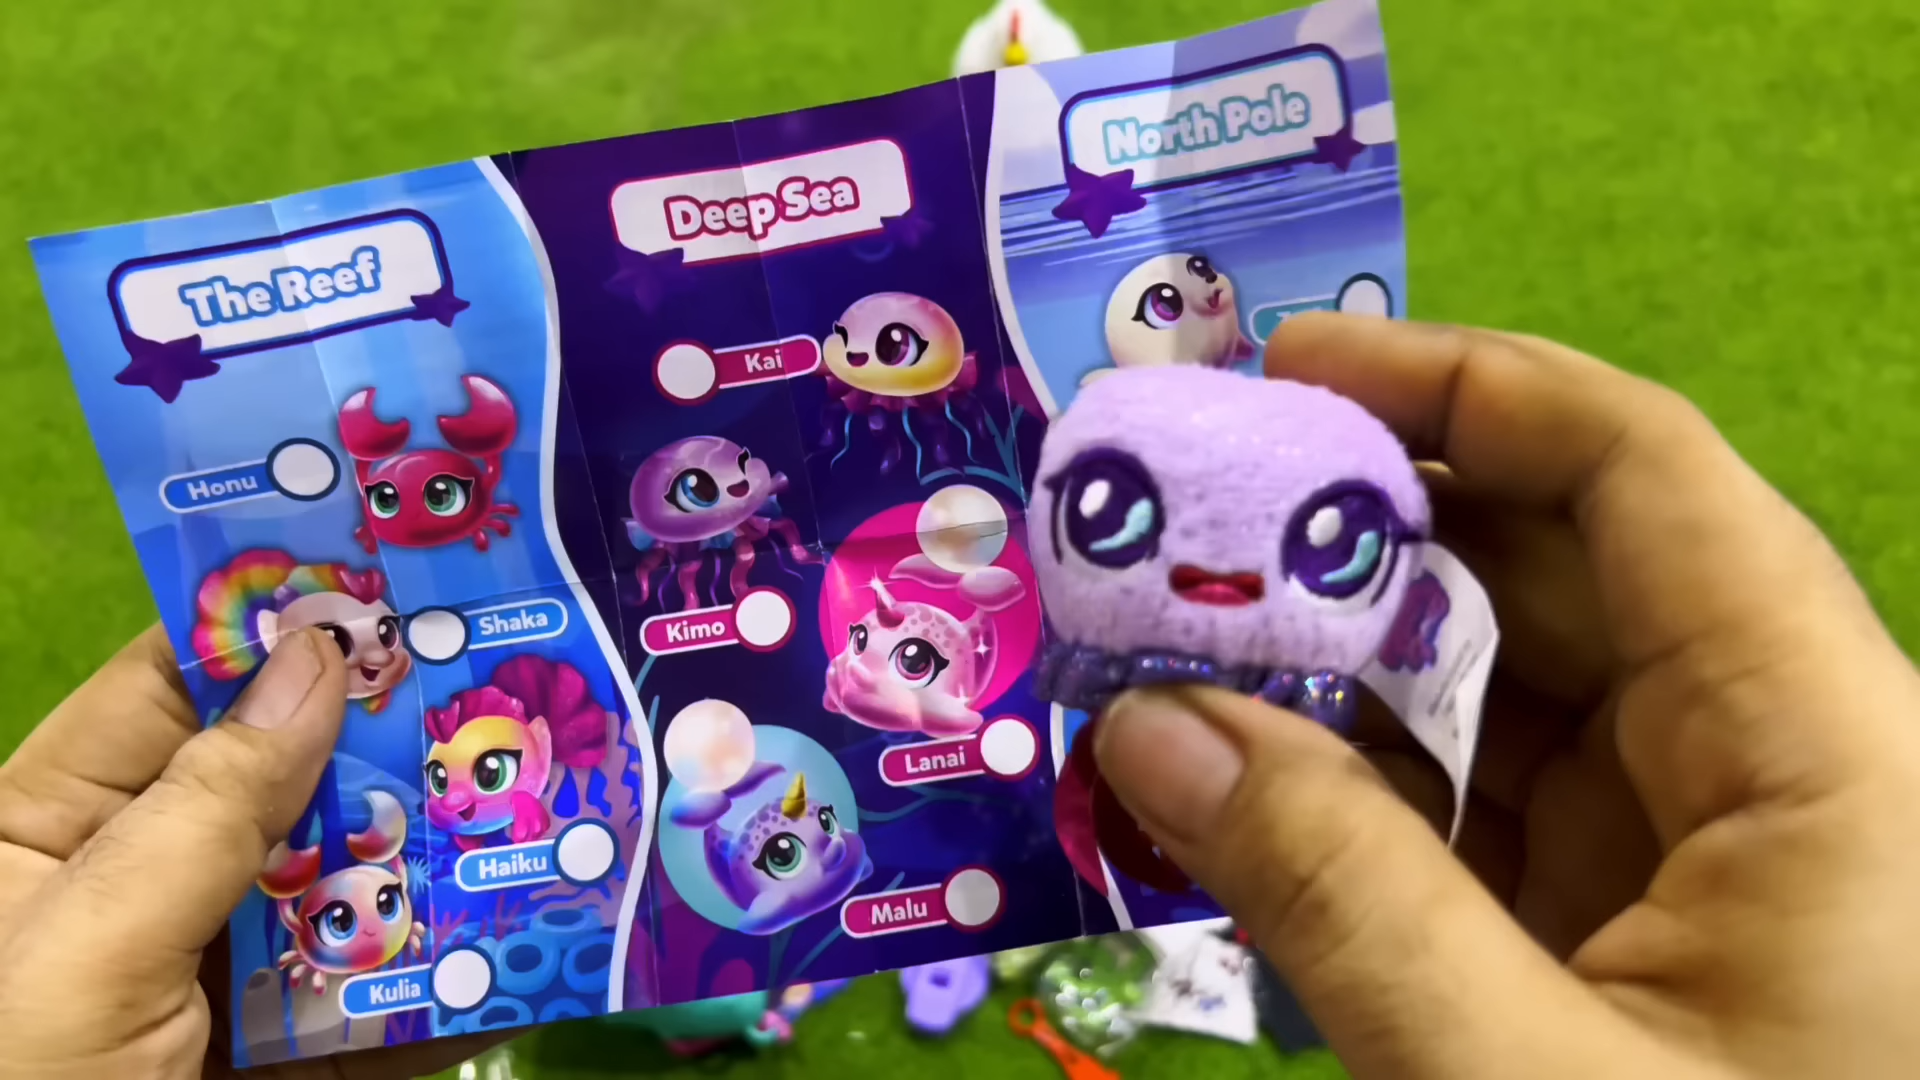 The Reef
Honu
Shaka
Haiku
Kulia
Deep Sea
Kai
Kimo
Lanai
Malu
North Pole